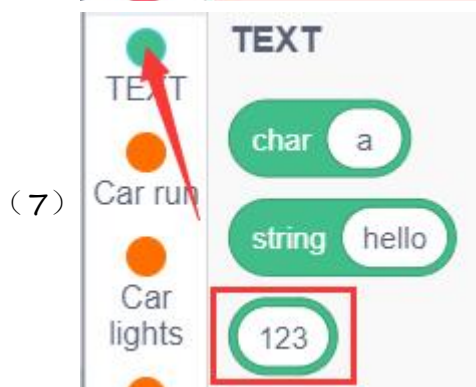 TEXT
TEXT
char a
Car run
(7)
string hello
Car
lights
123